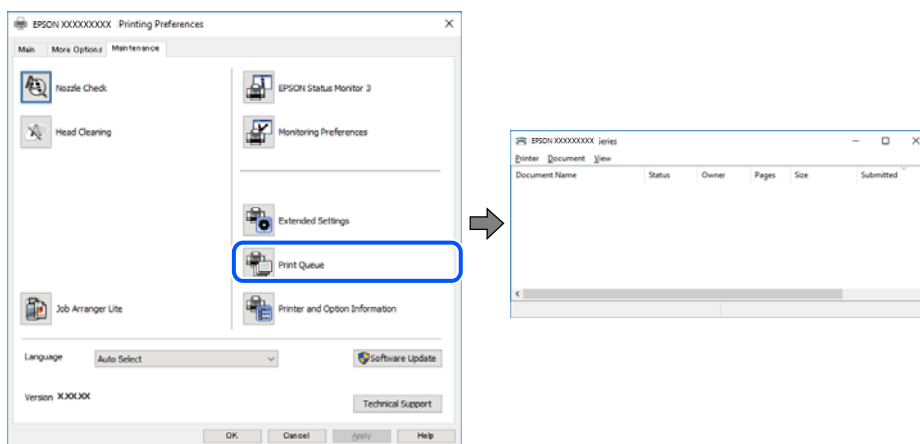 EPSON XXXXXXXXX Printing Preferences
Main More Options Maintenance
Nozzle Check
Head Cleaning
Job Arranger Lite
EPSON Status Monitor 3
Monitoring Preferences
Extended Settings
Print Queue
Printer and Option Information
Language Auto Select Software Update
Version X.XX.XX
Technical Support
OK Cancel Apply Help
EPSON XXXXXXXXX ieries
Printer Document View
Document Name Status Owner Pages Size Submitted